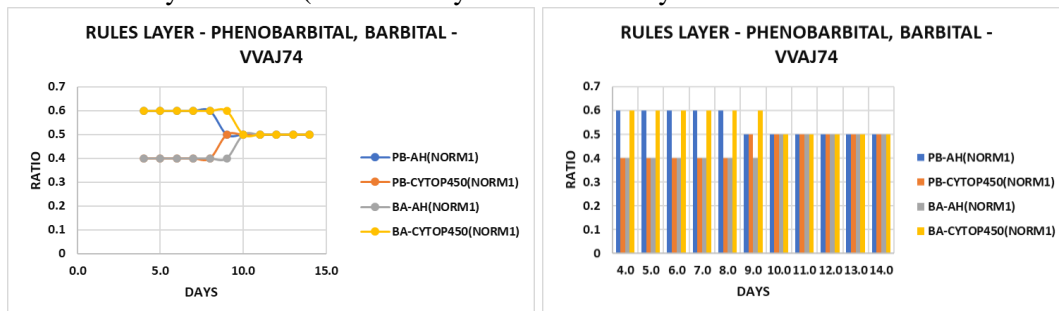 RULES LAYER - PHENOBARBITAL, BARBITAL -
VVAJ74
0.7
0.6
0.5
0.4
0.3
0.2
0.1
0
RATIO
0.0 5.0 10.0 15.0
DAYS
PB-AH(NORM1)
PB-CYTOP450(NORM1)
BA-AH(NORM1)
BA-CYTOP450(NORM1)
RULES LAYER - PHENOBARBITAL, BARBITAL -
VVAJ74
0.7
0.6
0.5
0.4
0.3
0.2
0.1
0
RATIO
4.0 5.0 6.0 7.0 8.0 9.0 10.0 11.0 12.0 13.0 14.0
DAYS
PB-AH(NORM1)
PB-CYTOP450(NORM1)
BA-AH(NORM1)
BA-CYTOP450(NORM1)